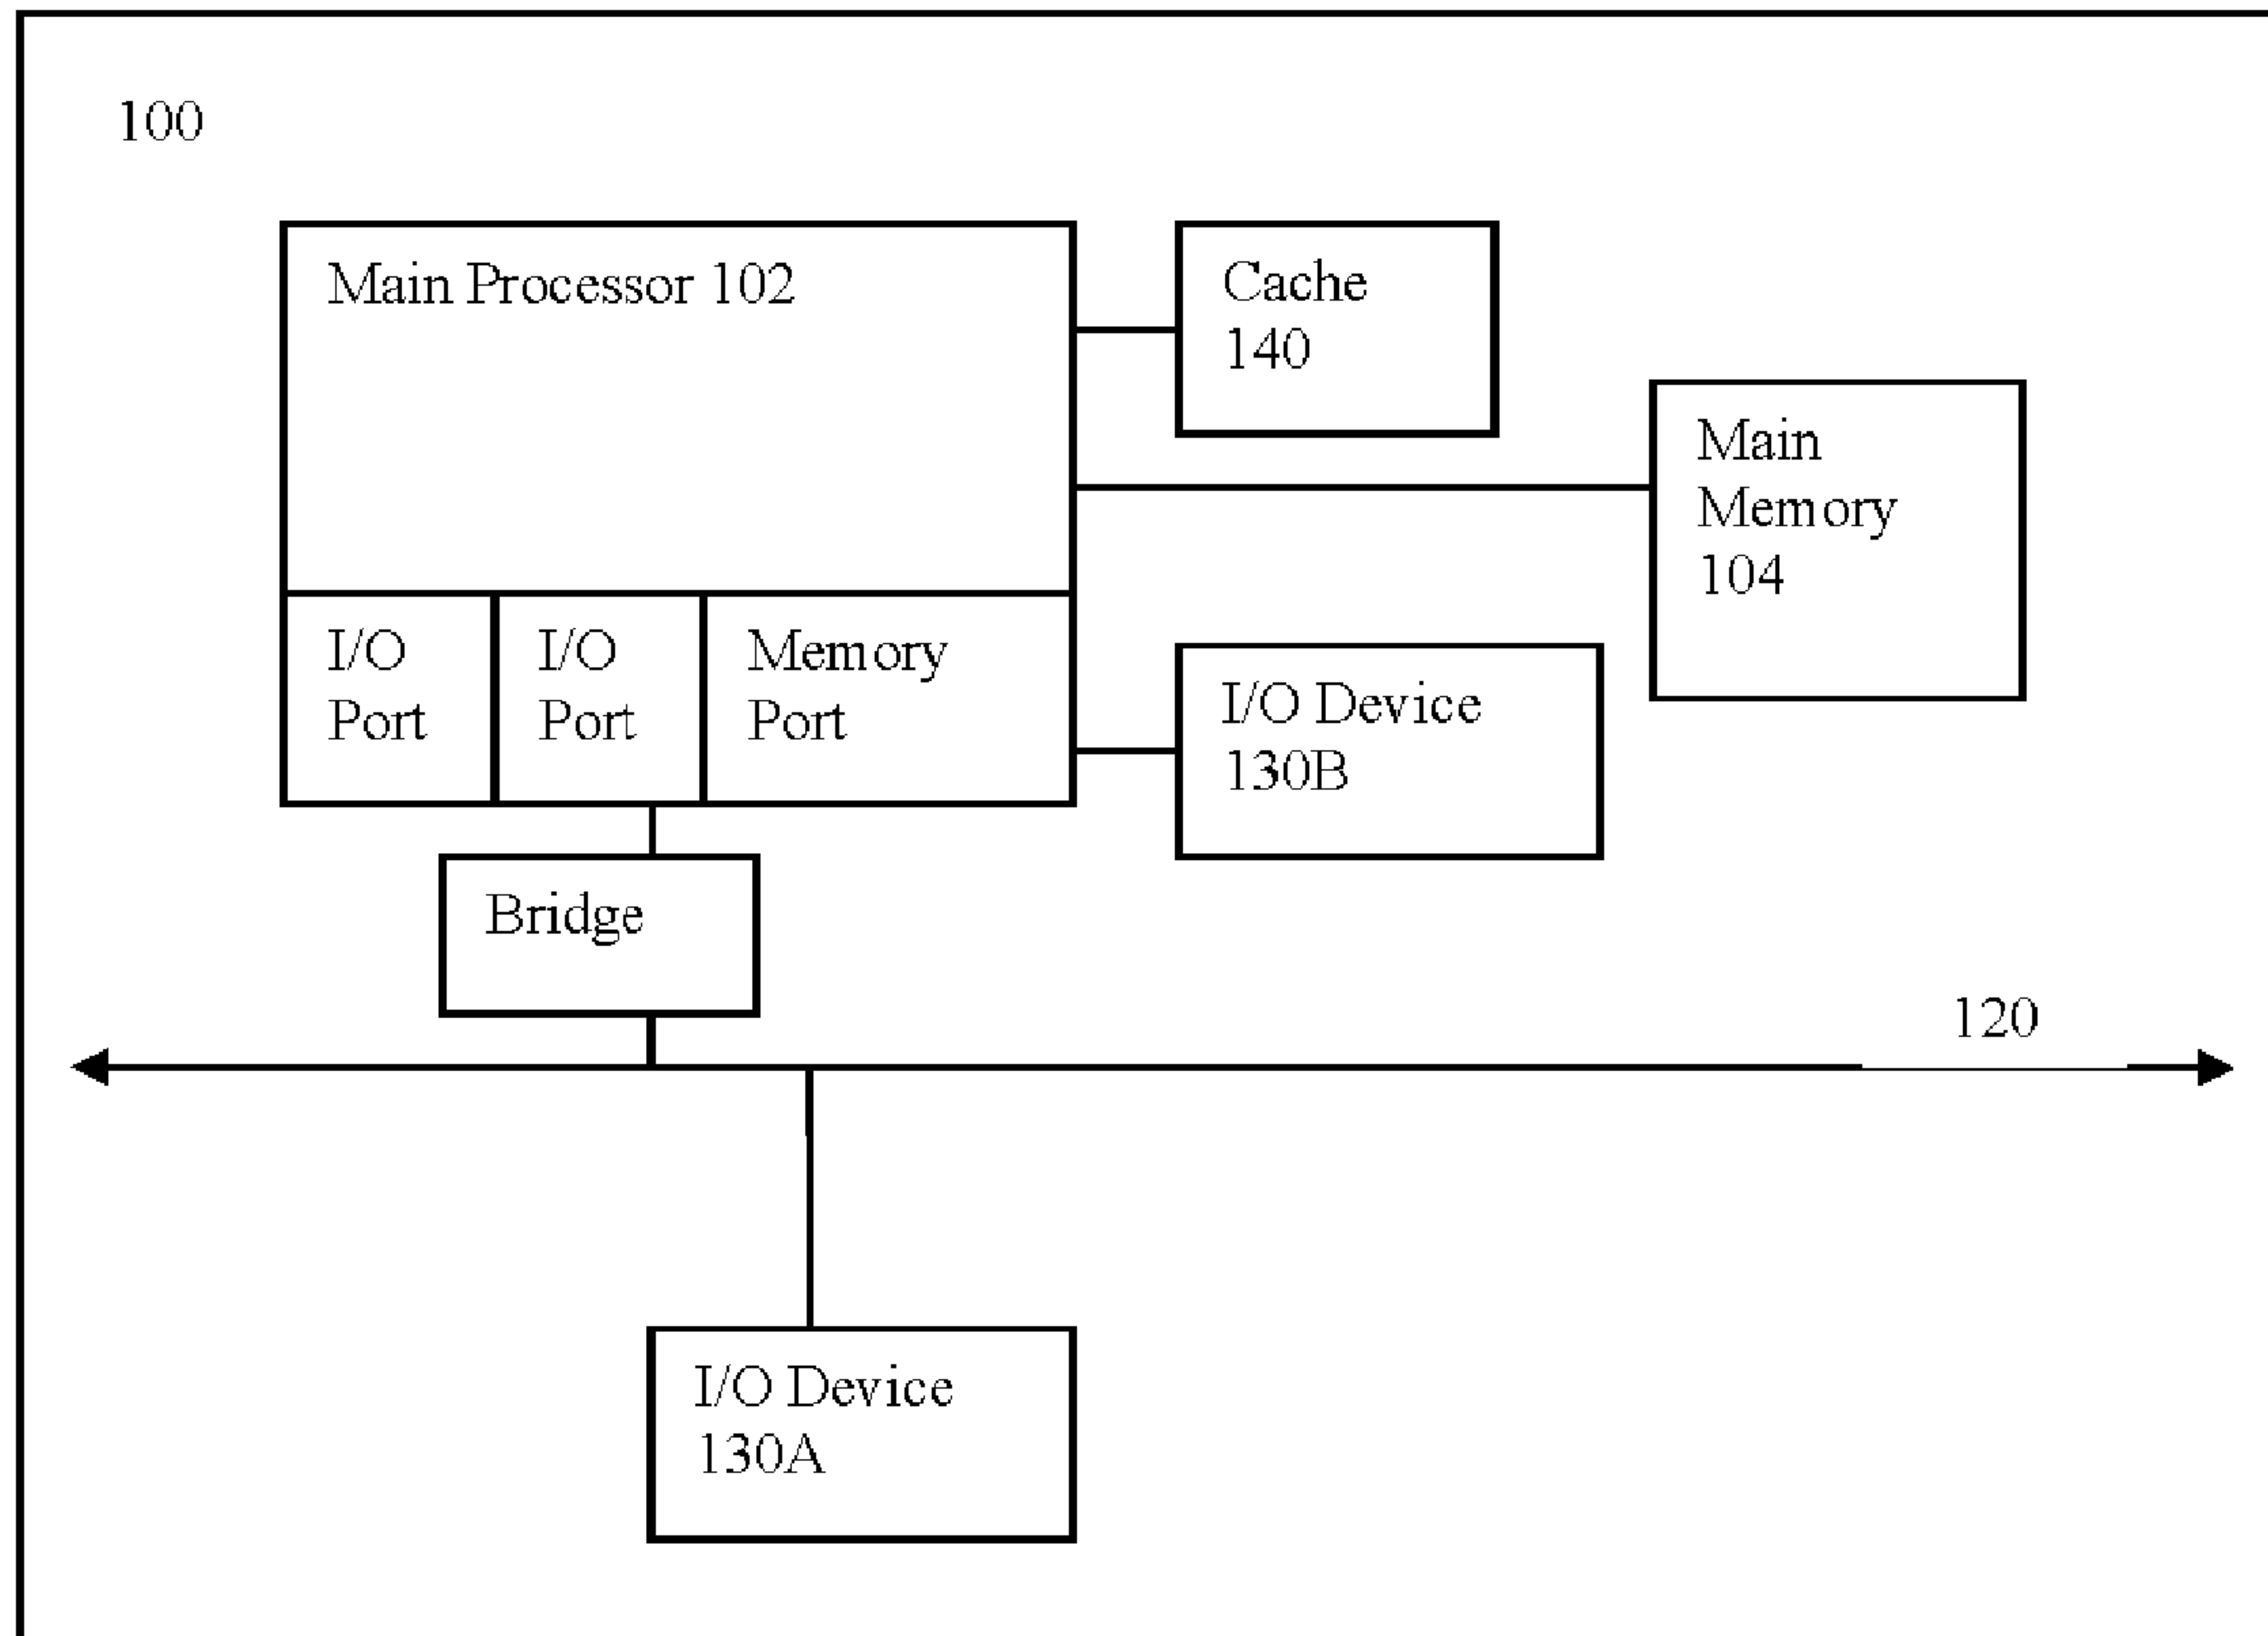 100
Main Processor 102
Cache
140
Main
Memory
104
I/O
Port
I/O
Port
Memory
Port
I/O Device
130B
Bridge
120
I/O Device
130A